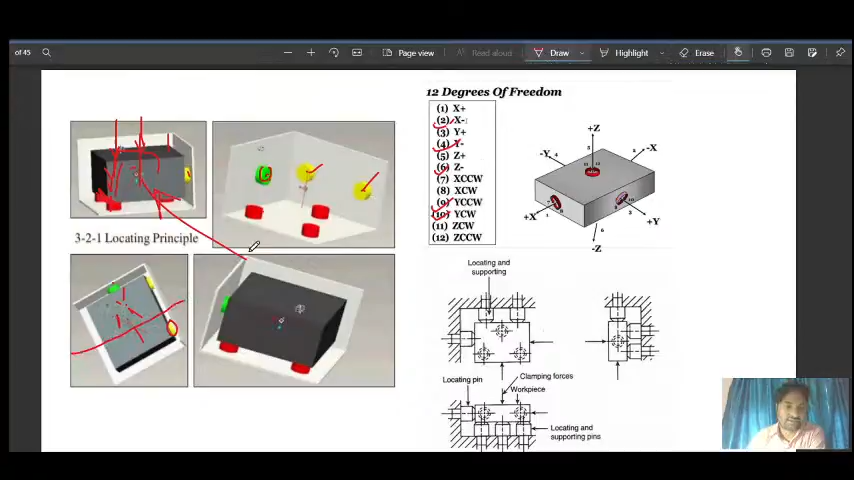 of 45
Page view
Read aloud
Draw
Highlight
Erase
3-2-1 Locating Principle
12 Degrees Of Freedom
(1) X+
(2) X-
(3) Y+
(4) Y-
(5) Z+
(6) Z-
(7) XCCW
(8) XCW
(9) YCCW
(10) YCW
(11) ZCW
(12) ZCCW
+Z
-Y
-X
+X
+Y
-Z
Locating and
supporting
Clamping forces
Locating pin
Workpiece
Locating and
supporting pins